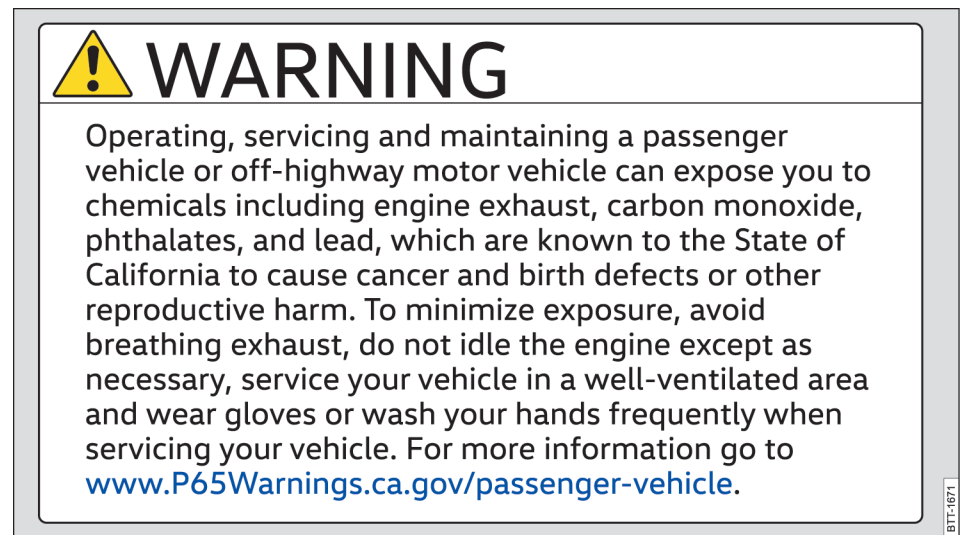 WARNING
Operating, servicing and maintaining a passenger
vehicle or off-highway motor vehicle can expose you to
chemicals including engine exhaust, carbon monoxide,
phthalates, and lead, which are known to the State of
California to cause cancer and birth defects or other
reproductive harm. To minimize exposure, avoid
breathing exhaust, do not idle the engine except as
necessary, service your vehicle in a well-ventilated area
and wear gloves or wash your hands frequently when
servicing your vehicle. For more information go to
www.P65Warnings.ca.gov/passenger-vehicle.
BTT-1671